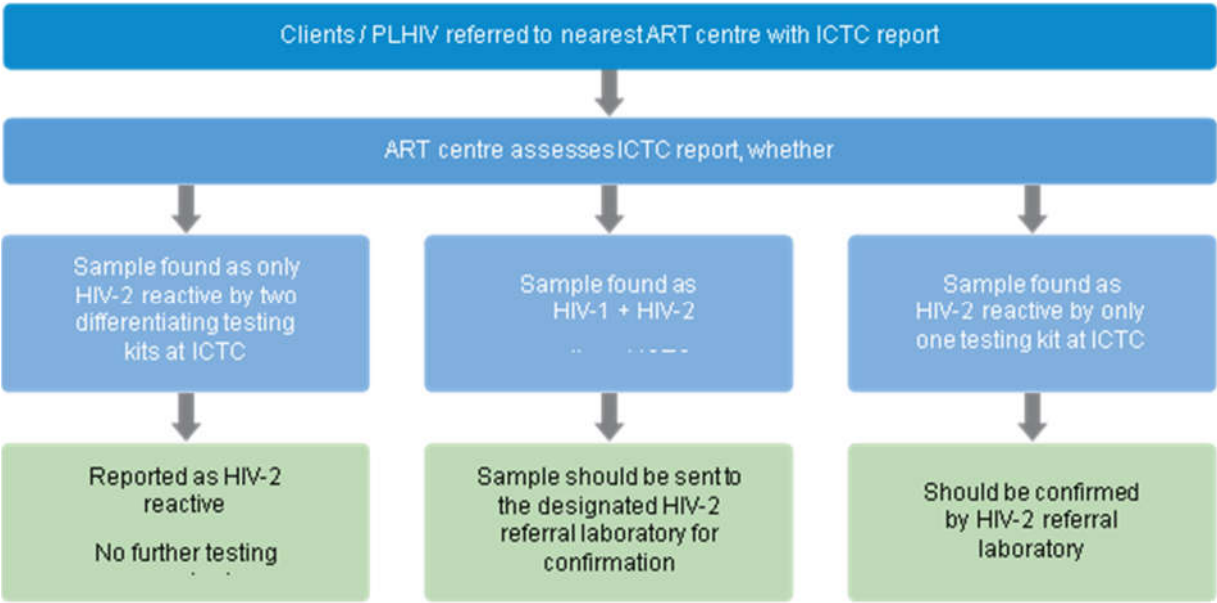 Clients / PLHIV referred to nearest ART centre with ICTC report
ART centre assesses ICTC report, whether
Sample found as only
HIV-2 reactive by two
differentiating testing
kits at ICTC
Sample found as
HIV-1 + HIV-2
Sample found as
HIV-2 reactive by only
one testing kit at ICTC
Reported as HIV-2
reactive
No further testing
Sample should be sent to
the designated HIV-2
referral laboratory for
confirmation
Should be confirmed
by HIV-2 referral
laboratory